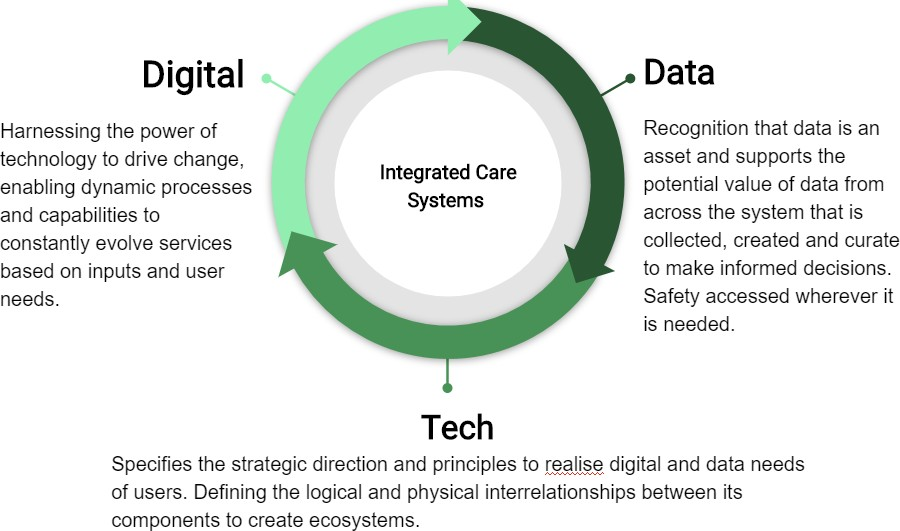 Digital
Harnessing the power of
technology to drive change,
enabling dynamic processes
and capabilities to
constantly evolve services
based on inputs and user
needs.
Integrated Care
Systems
Data
Recognition that data is an
asset and supports the
potential value of data from
across the system that is
collected, created and curate
to make informed decisions.
Safety accessed wherever it
is needed.
Tech
Specifies the strategic direction and principles to realise digital and data needs
of users. Defining the logical and physical interrelationships between its
components to create ecosystems.